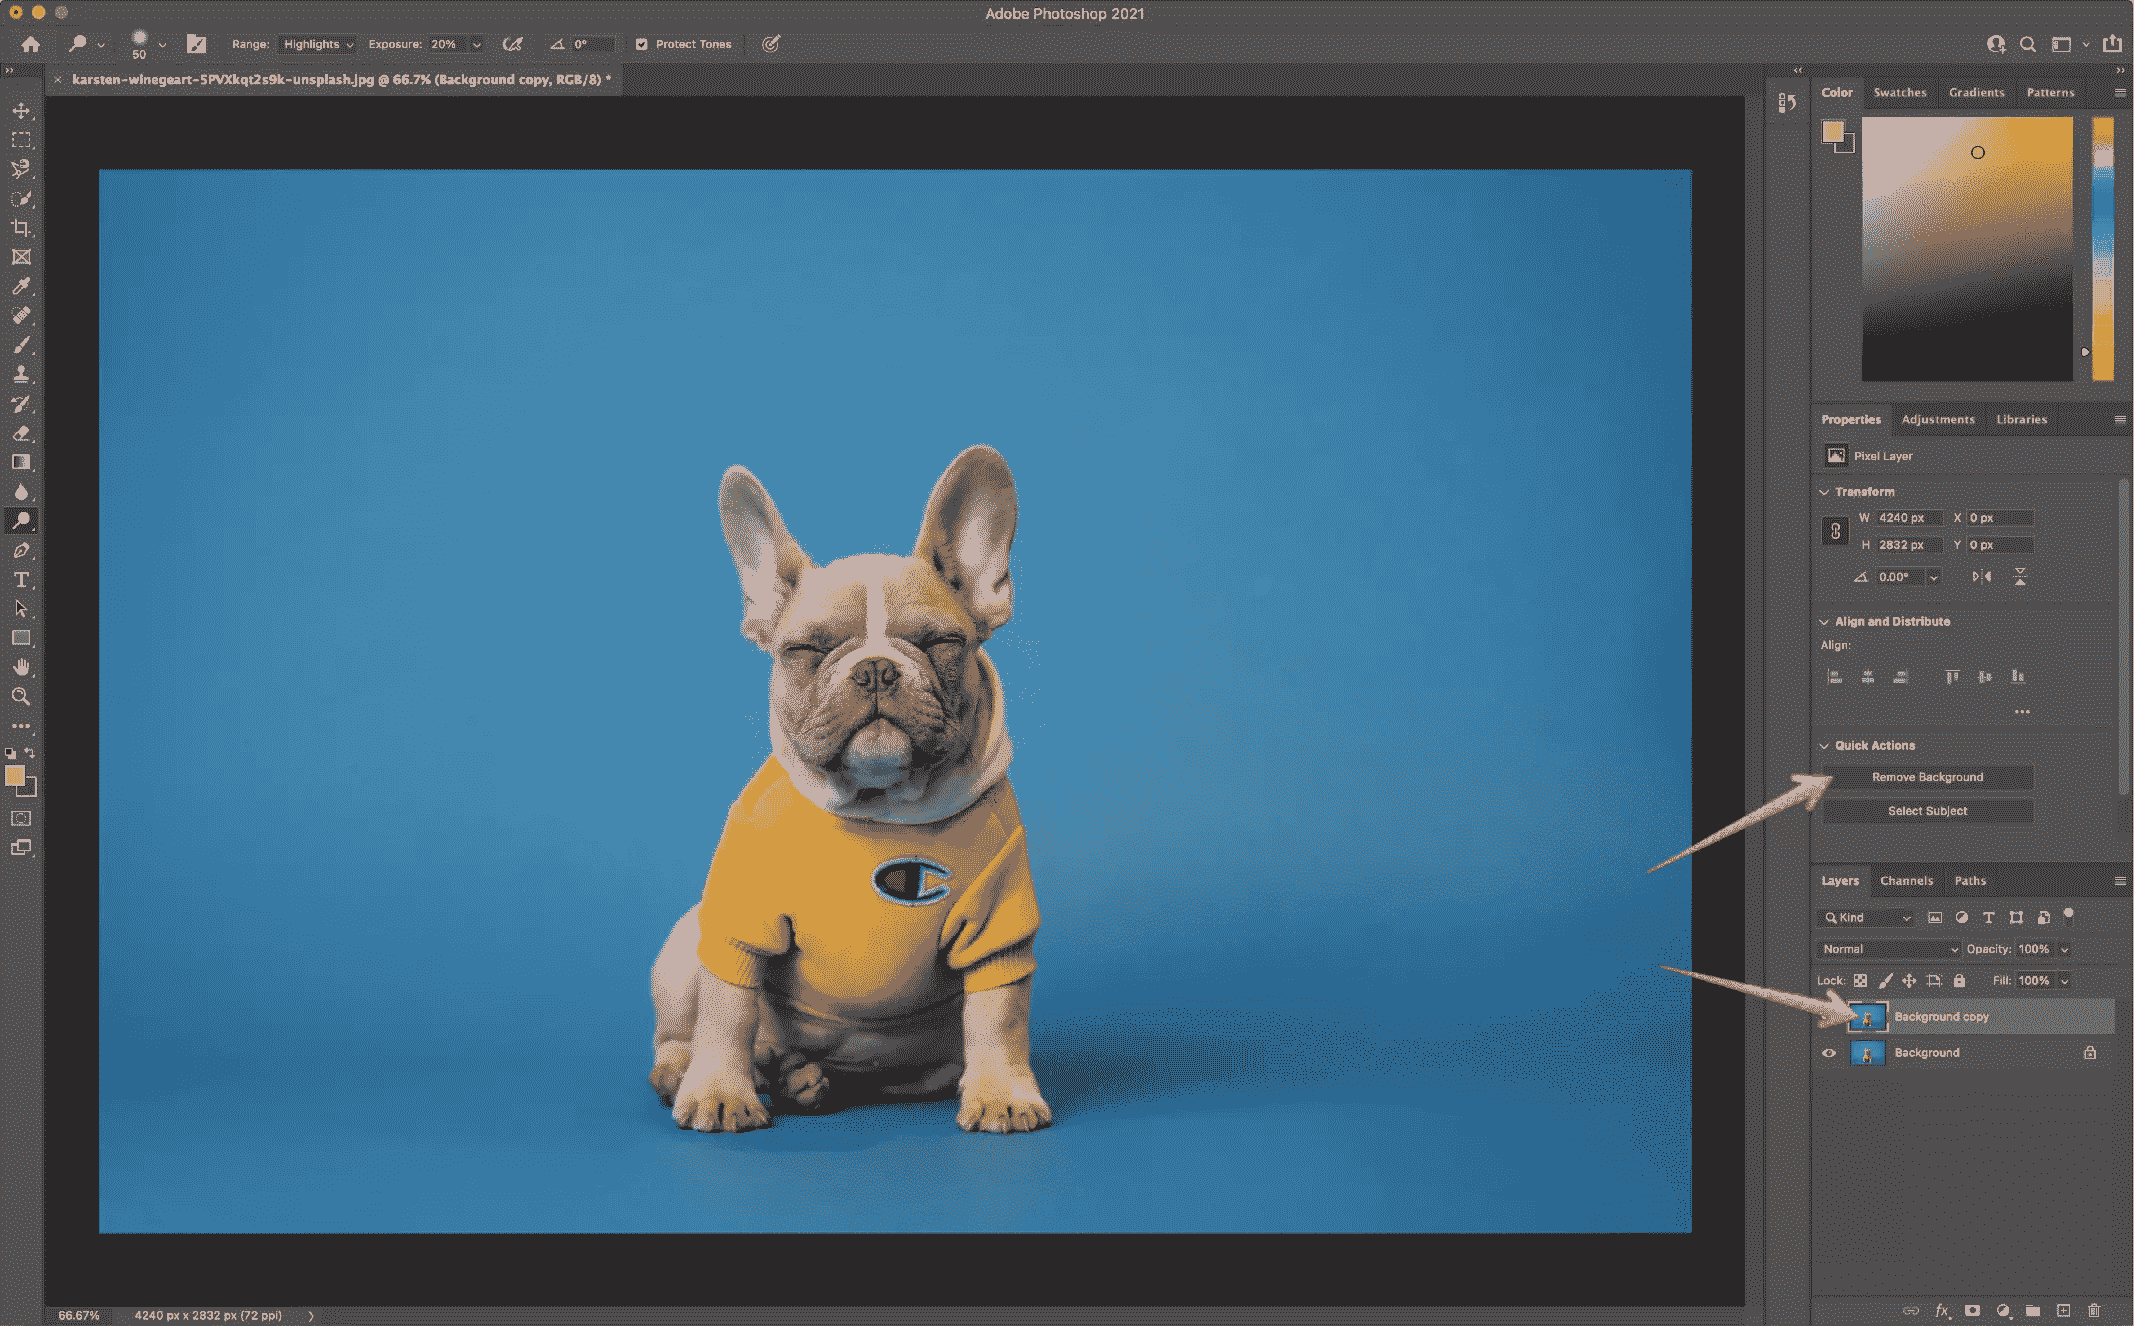 Adobe Photoshop 2021
50
Range: Highlights Exposure: 20% 0° Protect Tones
karsten-winegeart-5PVXkqt2s9k-unsplash.jpg @ 66.7% (Background copy, RGB/8) *
Color Swatches Gradients Patterns
Properties Adjustments Libraries
Pixel Layer
Transform
W 4240 px X 0 px
H 2832 px Y 0 px
0.00°
Align and Distribute
Align:
Quick Actions
Remove Background
Select Subject
Layers Channels Paths
Kind
Normal Opacity: 100%
Lock: Fill: 100%
Background copy
Background
66.67% 4240 px x 2832 px (72 ppi)
fx